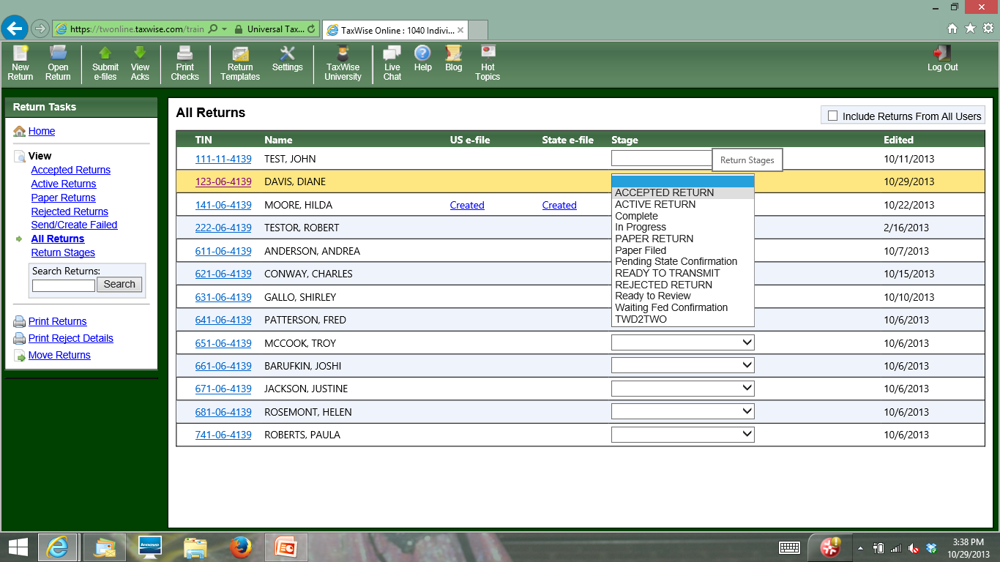 https://twonline.taxwise.com/train
Universal Tax...
TaxWise Online : 1040 Indivi...
New Return
Open Return
Submit e-files
View Acks
Print Checks
Return Templates
Settings
TaxWise University
Live Chat
Help
Blog
Hot Topics
Log Out
Return Tasks
Home
View
Accepted Returns
Active Returns
Paper Returns
Rejected Returns
Send/Create Failed
All Returns
Return Stages
Search Returns:
Search
Print Returns
Print Reject Details
Move Returns
All Returns
Include Returns From All Users
TIN Name US e-file State e-file Stage Edited
111-11-4139 TEST, JOHN 10/11/2013
Return Stages
123-06-4139 DAVIS, DIANE 10/29/2013
141-06-4139 MOORE, HILDA Created Created 10/22/2013
222-06-4139 TESTOR, ROBERT 2/16/2013
611-06-4139 ANDERSON, ANDREA 10/7/2013
621-06-4139 CONWAY, CHARLES 10/15/2013
631-06-4139 GALLO, SHIRLEY 10/10/2013
641-06-4139 PATTERSON, FRED 10/6/2013
651-06-4139 MCCOOK, TROY 10/6/2013
661-06-4139 BARUFKIN, JOSHI 10/6/2013
671-06-4139 JACKSON, JUSTINE 10/6/2013
681-06-4139 ROSEMONT, HELEN 10/6/2013
741-06-4139 ROBERTS, PAULA 10/6/2013
ACCEPTED RETURN
ACTIVE RETURN
Complete
In Progress
PAPER RETURN
Paper Filed
Pending State Confirmation
READY TO TRANSMIT
REJECTED RETURN
Ready to Review
Waiting Fed Confirmation
TWD2TWO
lenovo
3:38 PM
10/29/2013